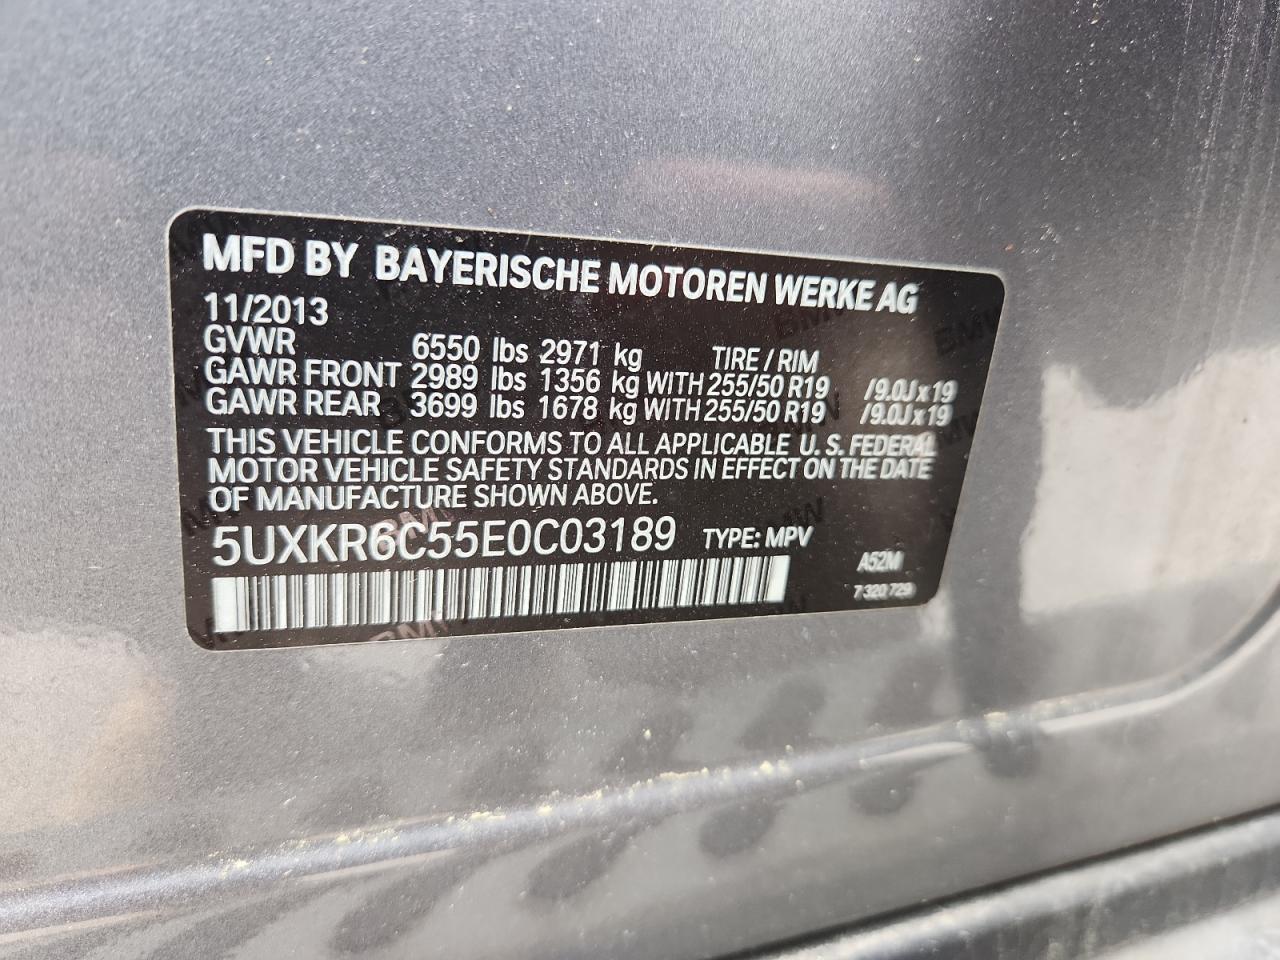 MFD BY BAYERISCHE MOTOREN WERKE AG
11/2013
GVWR 6550 lbs 2971 kg TIRE / RIM
GAWR FRONT 2989 lbs 1356 kg WITH 255/50 R19 /9.0J x 19
GAWR REAR 3699 lbs 1678 kg WITH 255/50 R19 /9.0J x 19
THIS VEHICLE CONFORMS TO ALL APPLICABLE U.S. FEDERAL
MOTOR VEHICLE SAFETY STANDARDS IN EFFECT ON THE DATE
OF MANUFACTURE SHOWN ABOVE.
5UXKR6C55E0C03189 TYPE: MPV
A52M
7 320 729